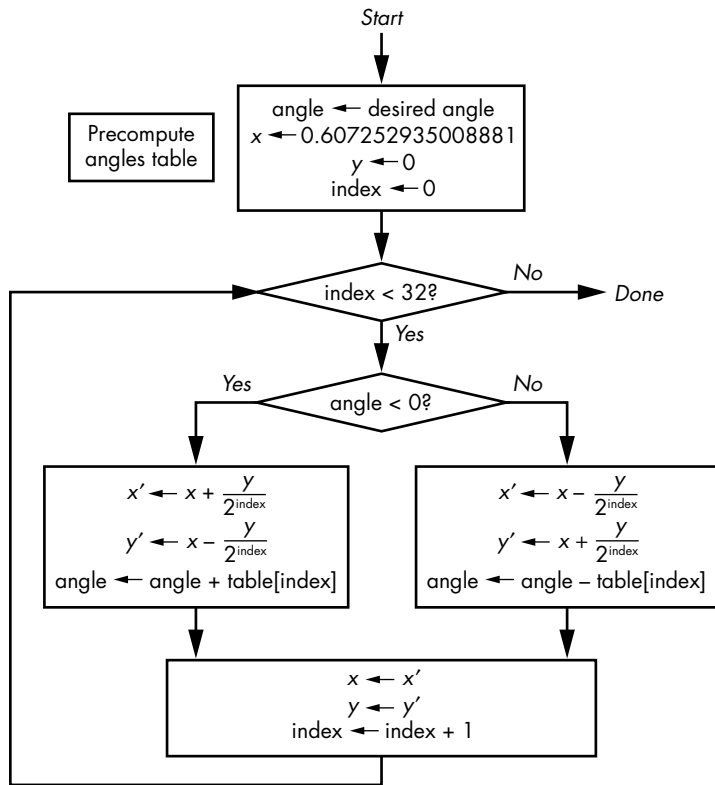 Start
Precompute
angles table
angle ← desired angle
x ← 0.607252935008881
y ← 0
index ← 0
index < 32?
No
Done
Yes
angle < 0?
Yes
No
x′ ← x + y/2^index
y′ ← x – y/2^index
angle ← angle + table[index]
x′ ← x – y/2^index
y′ ← x + y/2^index
angle ← angle – table[index]
x ← x′
y ← y′
index ← index + 1